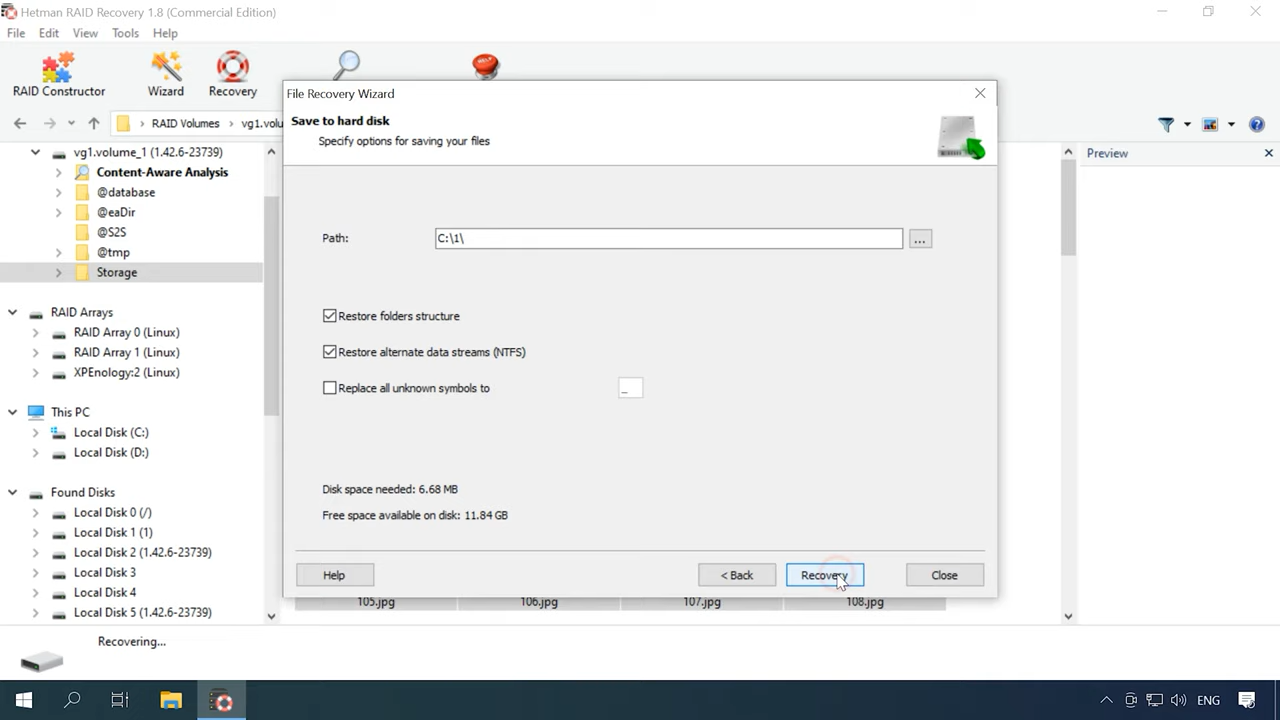 Hetman RAID Recovery 1.8 (Commercial Edition)
File Edit View Tools Help
RAID Constructor Wizard Recovery
HELP
RAID Volumes vg1.volu
vg1.volume_1 (1.42.6-23739)
Content-Aware Analysis
@database
@eaDir
@S2S
@tmp
Storage
RAID Arrays
RAID Array 0 (Linux)
RAID Array 1 (Linux)
XPEnology:2 (Linux)
This PC
Local Disk (C:)
Local Disk (D:)
Found Disks
Local Disk 0 (/)
Local Disk 1 (1)
Local Disk 2 (1.42.6-23739)
Local Disk 3
Local Disk 4
Local Disk 5 (1.42.6-23739)
File Recovery Wizard
Save to hard disk
Specify options for saving your files
Path: C:\1\ ...
Restore folders structure
Restore alternate data streams (NTFS)
Replace all unknown symbols to _
Disk space needed: 6.68 MB
Free space available on disk: 11.84 GB
Help < Back Recovery Close
105.jpg 106.jpg 107.jpg 108.jpg
Preview
Recovering...
ENG